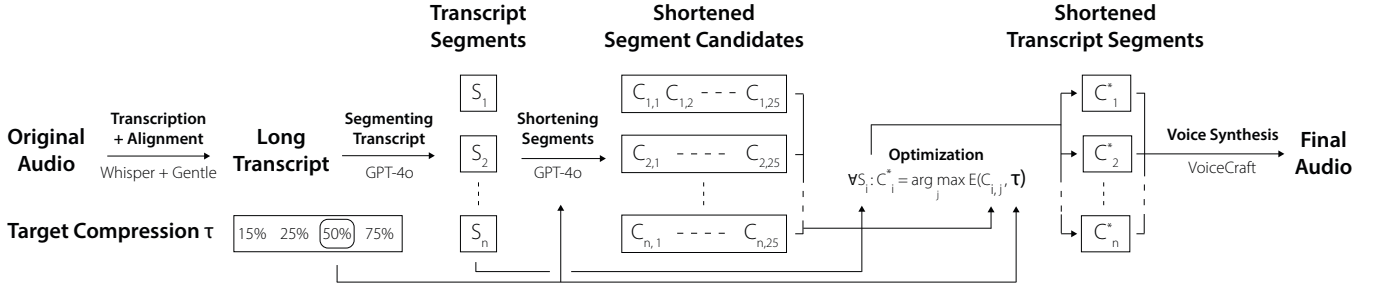 Transcript
Segments
Shortened
Segment Candidates
Shortened
Transcript Segments
Original
Audio
Transcription
+ Alignment
Whisper + Gentle
Long
Transcript
Segmenting
Transcript
GPT-4o
S1
S2
Sn
Shortening
Segments
GPT-4o
C1,1 C1,2 - - - C1,25
C2,1 - - - - C2,25
Cn, 1 - - - - Cn,25
Optimization
∀Si : C*i = arg max E(Ci, j, τ)
j
C*1
C*2
C*n
Voice Synthesis
VoiceCraft
Final
Audio
Target Compression τ
15% 25% 50% 75%